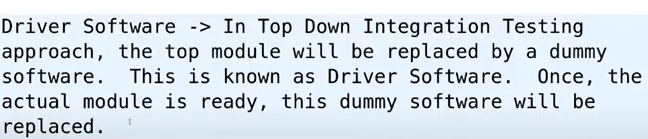 Driver Software -> In Top Down Integration Testing
approach, the top module will be replaced by a dummy
software.  This is known as Driver Software.  Once, the
actual module is ready, this dummy software will be
replaced.